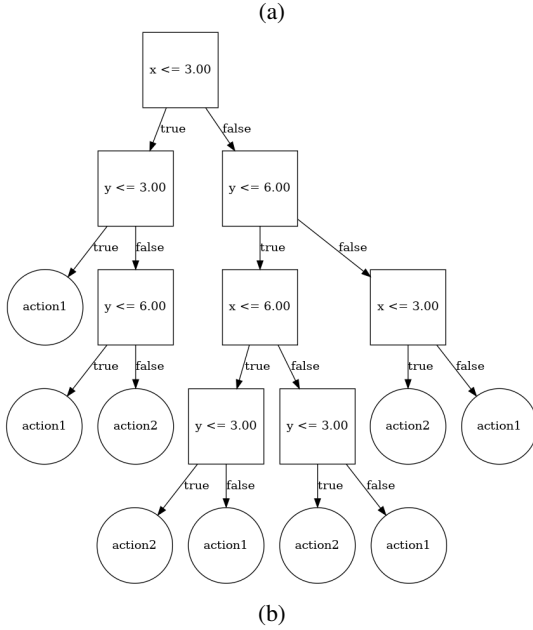 (a)
x <= 3.00
true false
y <= 3.00 y <= 6.00
true false true false
action1 y <= 6.00 x <= 6.00 x <= 3.00
true false true false true false
action1 action2 y <= 3.00 y <= 3.00 action2 action1
true false true false
action2 action1 action2 action1
(b)